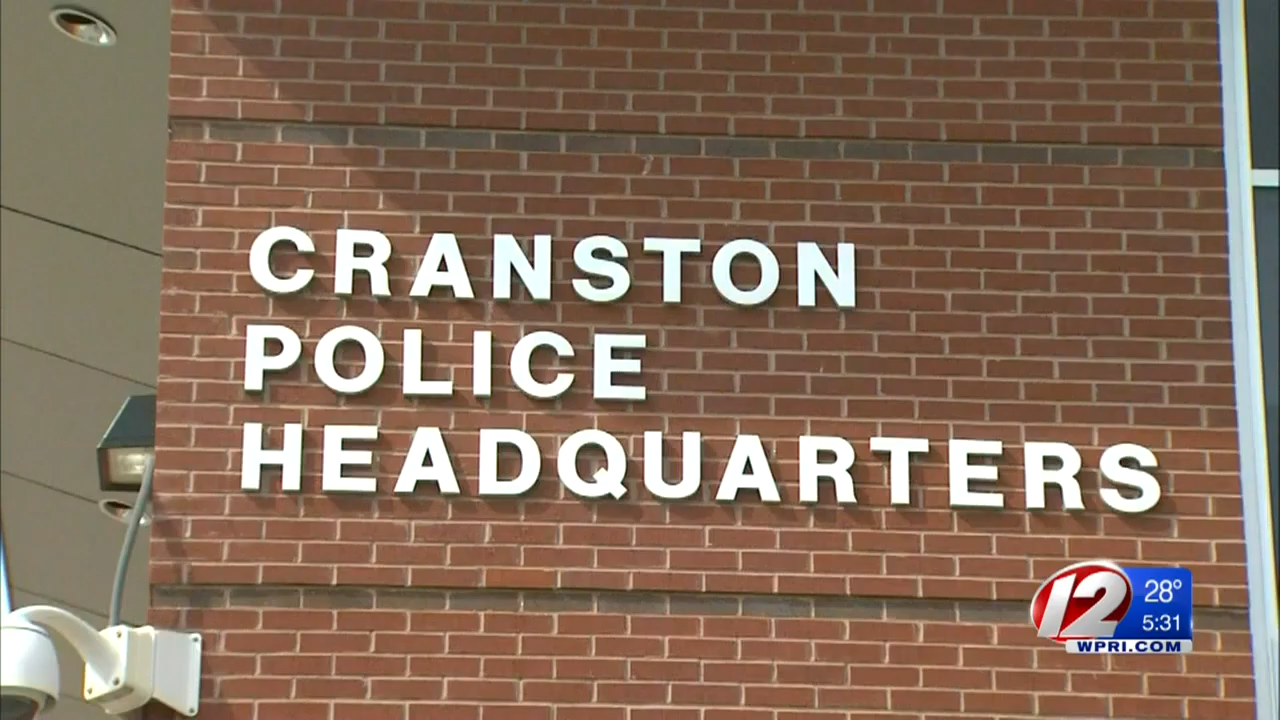 CRANSTON
POLICE
HEADQUARTERS
12 28°
5:31
WPRI.COM